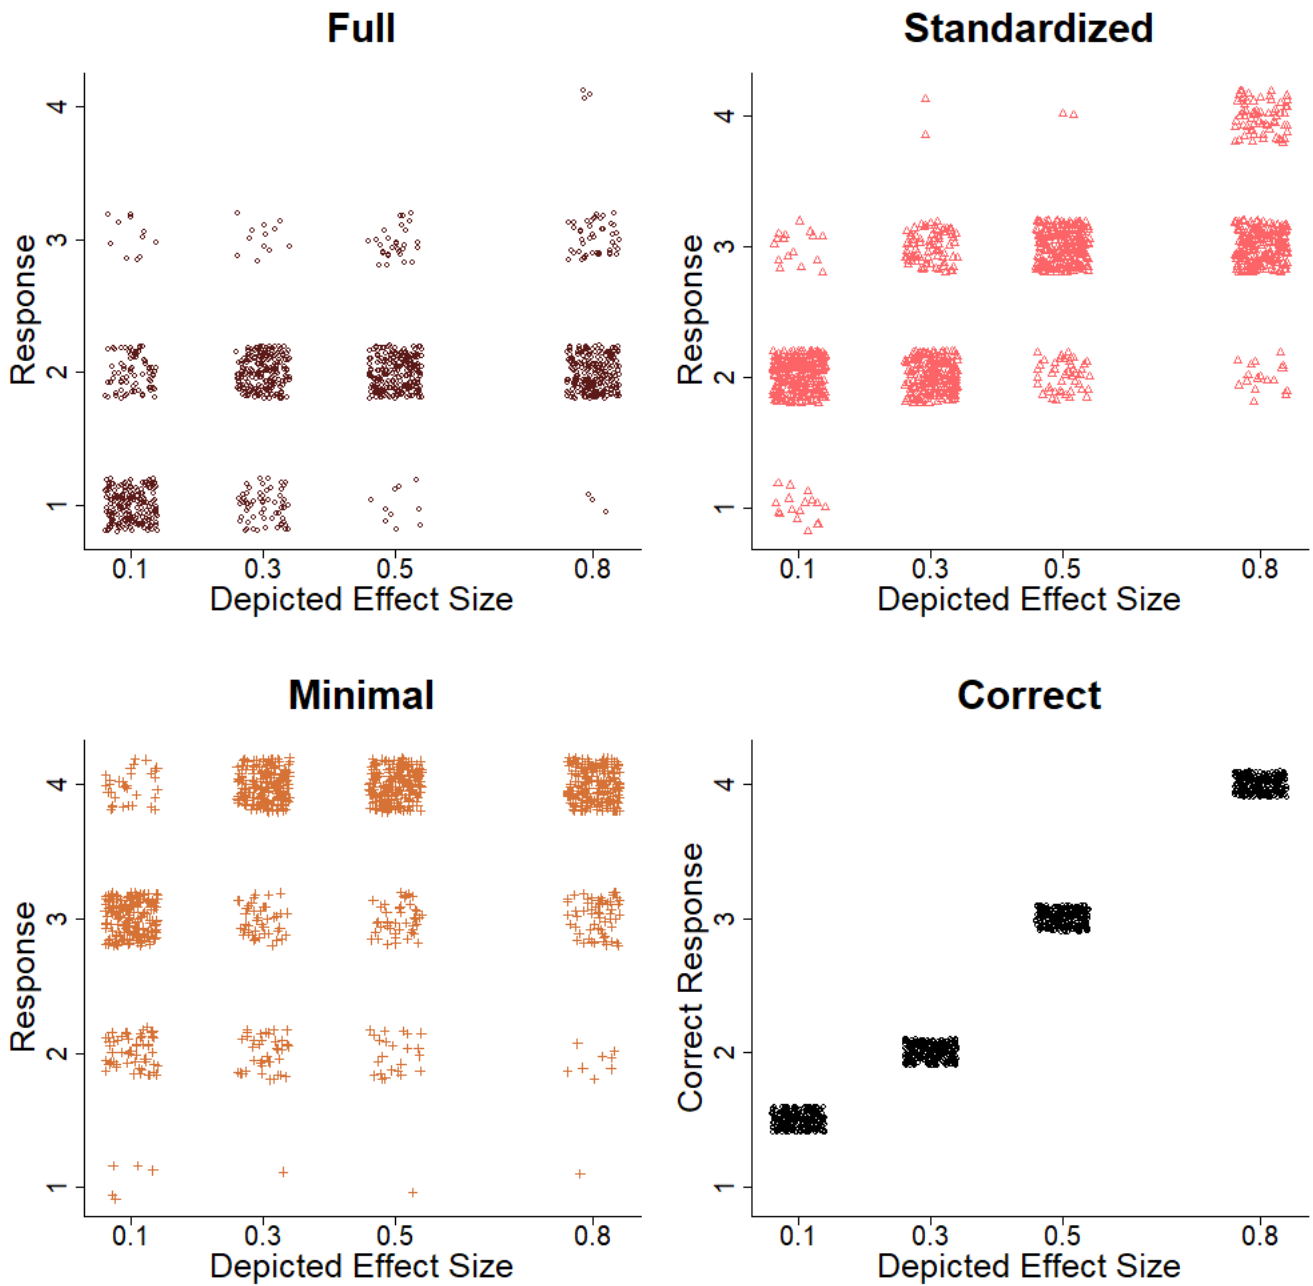 Full
4
3
2
1
Response
0.1 0.3 0.5 0.8
Depicted Effect Size
Standardized
4
3
2
1
Response
0.1 0.3 0.5 0.8
Depicted Effect Size
Minimal
4
3
2
1
Response
0.1 0.3 0.5 0.8
Depicted Effect Size
Correct
4
3
2
1
Correct Response
0.1 0.3 0.5 0.8
Depicted Effect Size